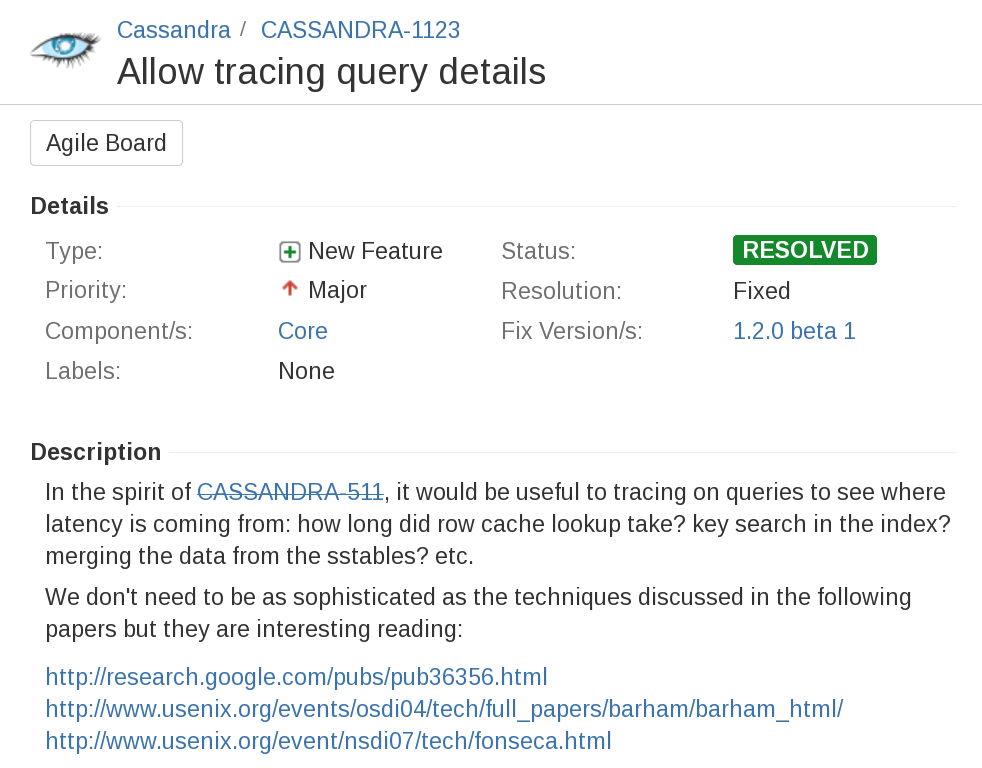 Cassandra / CASSANDRA-1123
Allow tracing query details
Agile Board
Details
Type: New Feature Status: RESOLVED
Priority: Major Resolution: Fixed
Component/s: Core Fix Version/s: 1.2.0 beta 1
Labels: None
Description
In the spirit of CASSANDRA-511, it would be useful to tracing on queries to see where
latency is coming from: how long did row cache lookup take? key search in the index?
merging the data from the sstables? etc.
We don't need to be as sophisticated as the techniques discussed in the following
papers but they are interesting reading:
http://research.google.com/pubs/pub36356.html
http://www.usenix.org/events/osdi04/tech/full_papers/barham/barham_html/
http://www.usenix.org/event/nsdi07/tech/fonseca.html